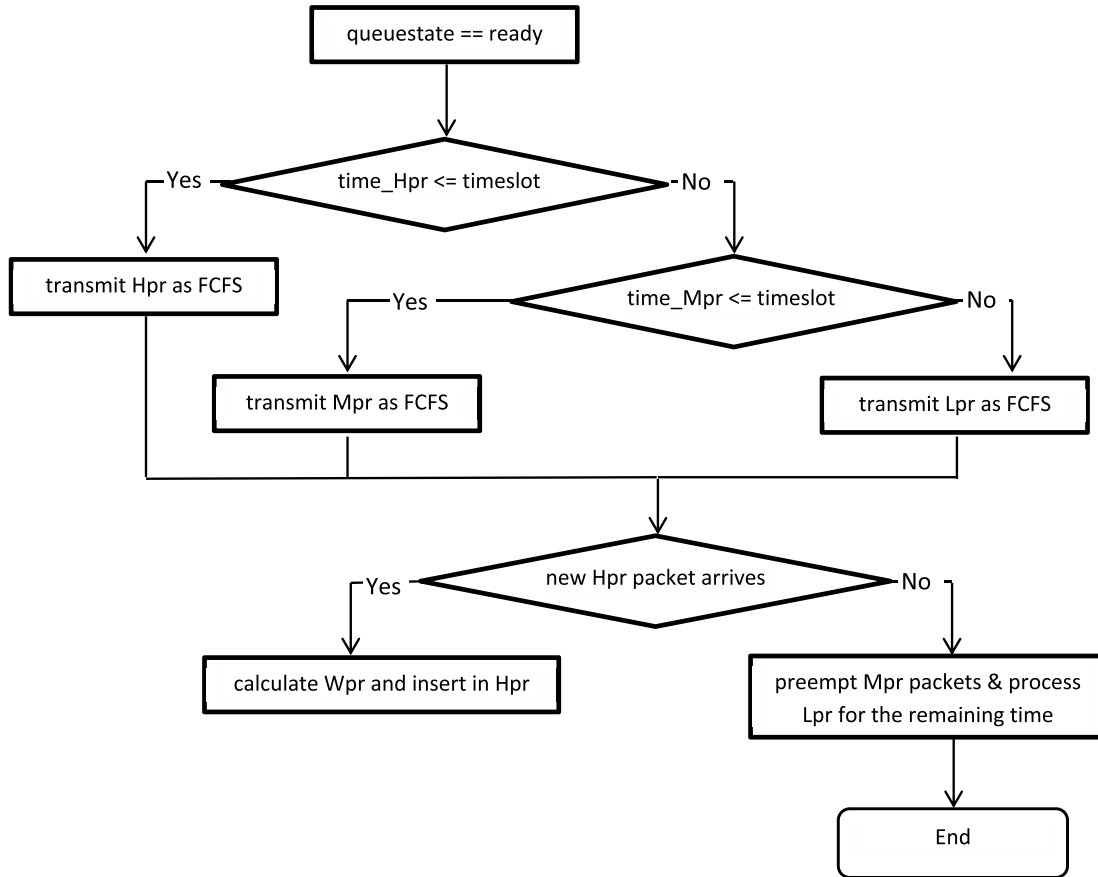 queuestate == ready
time_Hpr <= timeslot
Yes
No
transmit Hpr as FCFS
time_Mpr <= timeslot
Yes
No
transmit Mpr as FCFS
transmit Lpr as FCFS
new Hpr packet arrives
Yes
No
calculate Wpr and insert in Hpr
preempt Mpr packets & process
Lpr for the remaining time
End